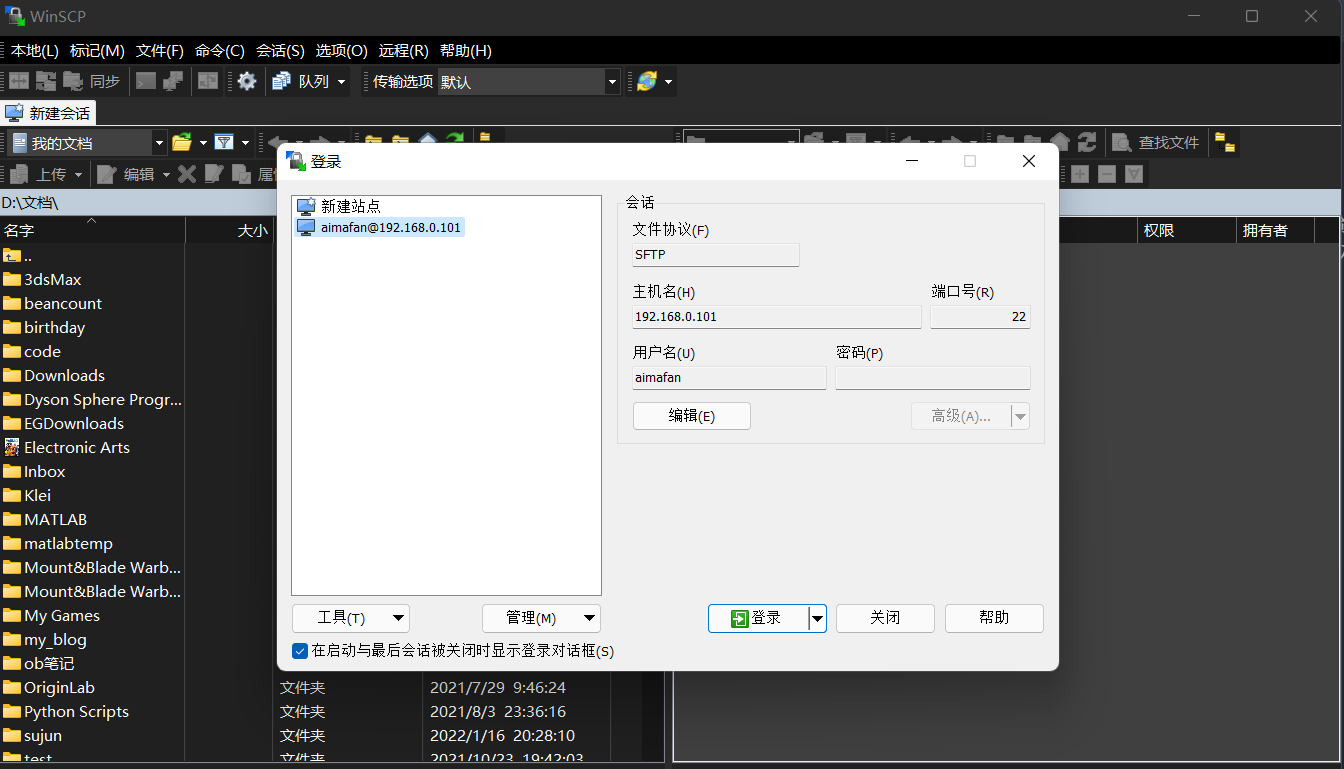 WinSCP
本地(L) 标记(M) 文件(F) 命令(C) 会话(S) 选项(O) 远程(R) 帮助(H)
同步 队列 传输选项 默认
新建会话
我的文档 查找文件
上传 编辑
D:\文档\
名字 大小 权限 拥有者
..
3dsMax
beancount
birthday
code
Downloads
Dyson Sphere Progr...
EGDownloads
Electronic Arts
Inbox
Klei
MATLAB
matlabtemp
Mount&Blade Warb...
Mount&Blade Warb...
My Games
my_blog
ob笔记
OriginLab 文件夹 2021/7/29 9:46:24
Python Scripts 文件夹 2021/8/3 23:36:16
sujun 文件夹 2022/1/16 20:28:10
test 文件夹 2021/10/23 19:42:03
登录
新建站点
aimafan@192.168.0.101
会话
文件协议(F)
SFTP
主机名(H) 端口号(R)
192.168.0.101 22
用户名(U) 密码(P)
aimafan
编辑(E) 高级(A)...
工具(T) 管理(M) 登录 关闭 帮助
在启动与最后会话被关闭时显示登录对话框(S)